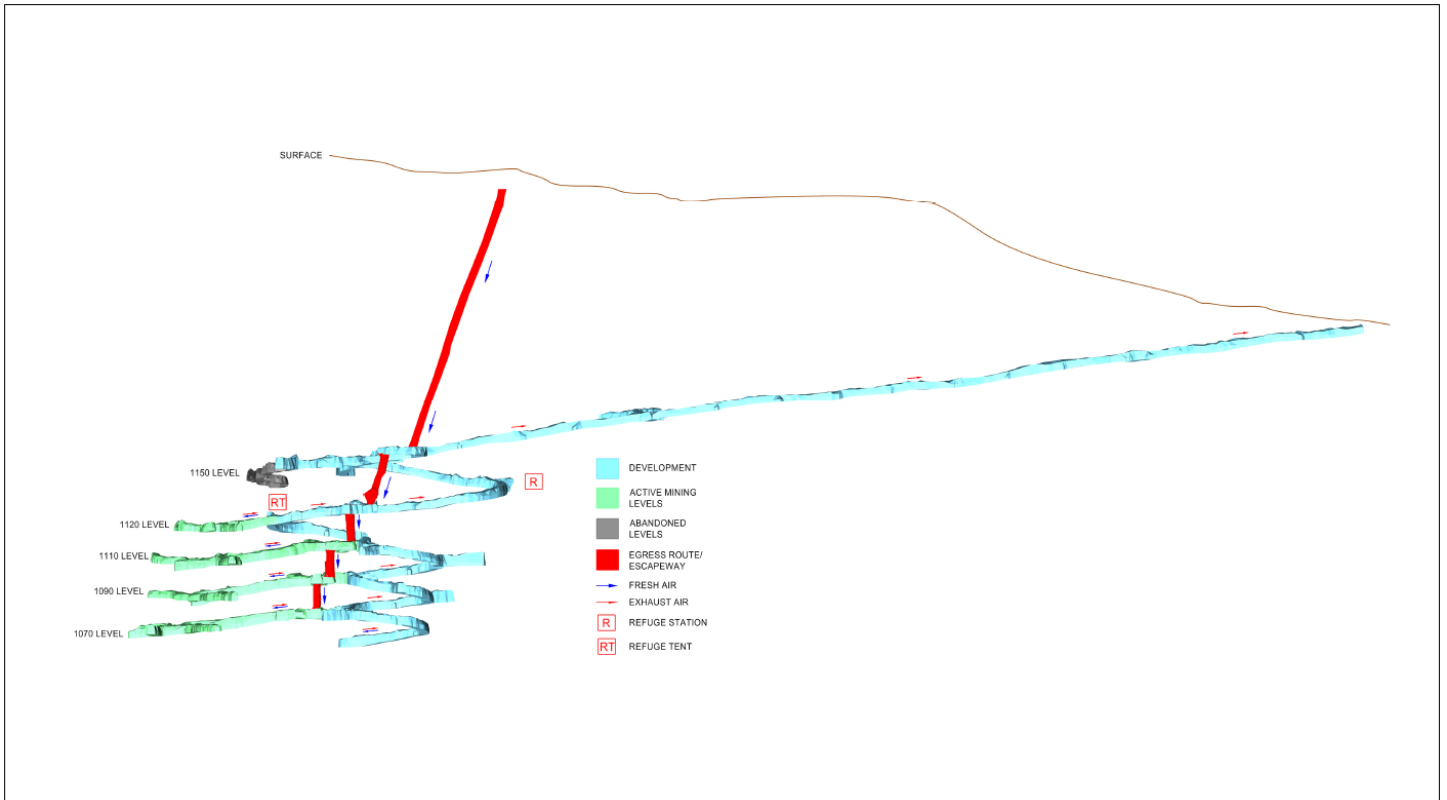 SURFACE
1150 LEVEL
R
RT
1120 LEVEL
1110 LEVEL
1090 LEVEL
1070 LEVEL
DEVELOPMENT
ACTIVE MINING
LEVELS
ABANDONED
LEVELS
EGRESS ROUTE/
ESCAPEWAY
FRESH AIR
EXHAUST AIR
R REFUGE STATION
RT REFUGE TENT